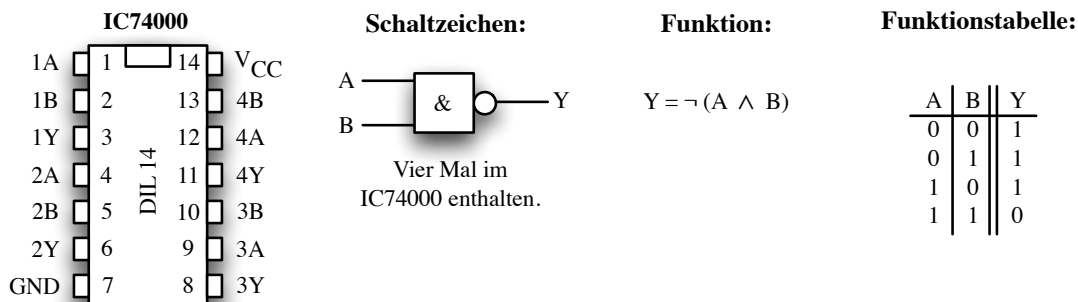 IC74000
1A 1 14 VCC
1B 2 13 4B
1Y 3 12 4A
2A 4 11 4Y
2B 5 10 3B
2Y 6 9 3A
GND 7 8 3Y
DIL 14
Schaltzeichen:
A
& Y
B
Vier Mal im
IC74000 enthalten.
Funktion:
Y = ¬ (A ∧ B)
Funktionstabelle:
A B Y
0 0 1
0 1 1
1 0 1
1 1 0